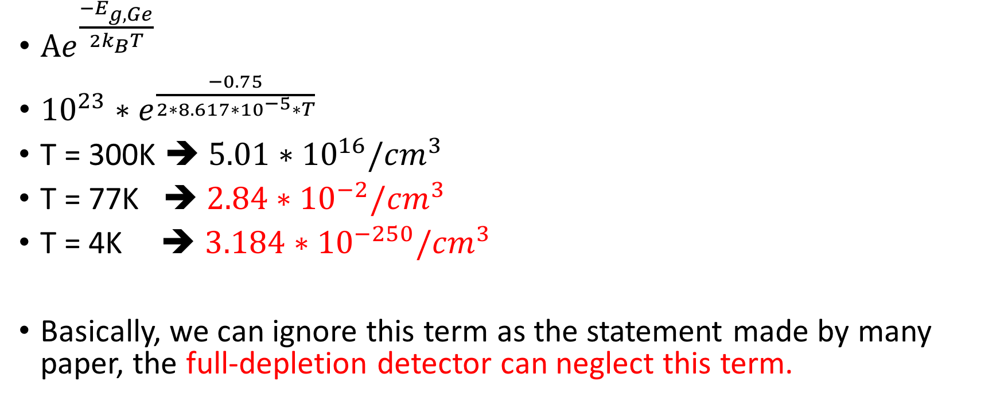 • Ae^{\frac{-E_{g,Ge}}{2k_BT}}
• 10^{23} * e^{\frac{-0.75}{2*8.617*10^{-5}*T}}
• T = 300K ➔ 5.01 * 10^{16}/cm^3
• T = 77K ➔ 2.84 * 10^{-2}/cm^3
• T = 4K ➔ 3.184 * 10^{-250}/cm^3
• Basically, we can ignore this term as the statement made by many
paper, the full-depletion detector can neglect this term.